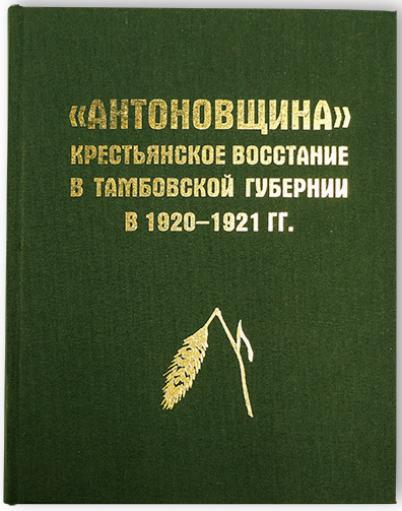 «АНТОНОВЩИНА»
КРЕСТЬЯНСКОЕ ВОССТАНИЕ
В ТАМБОВСКОЙ ГУБЕРНИИ
В 1920–1921 ГГ.